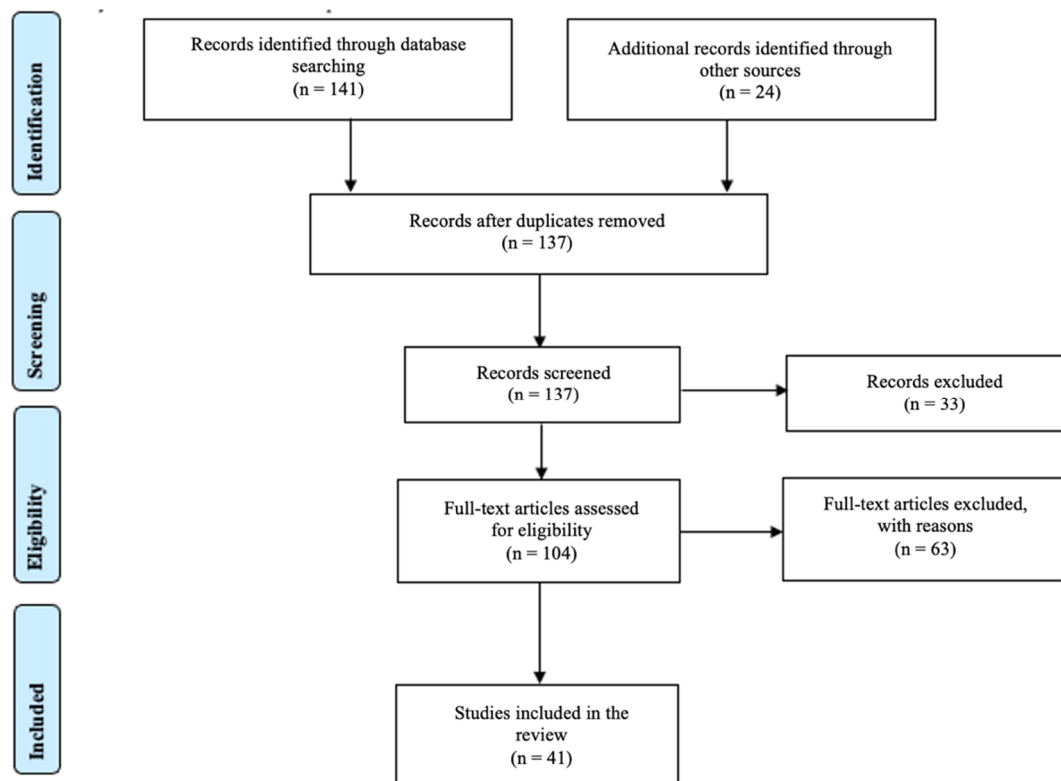 Identification
Records identified through database
searching
(n = 141)
Additional records identified through
other sources
(n = 24)
Screening
Records after duplicates removed
(n = 137)
Records screened
(n = 137)
Records excluded
(n = 33)
Eligibility
Full-text articles assessed
for eligibility
(n = 104)
Full-text articles excluded,
with reasons
(n = 63)
Included
Studies included in the
review
(n = 41)